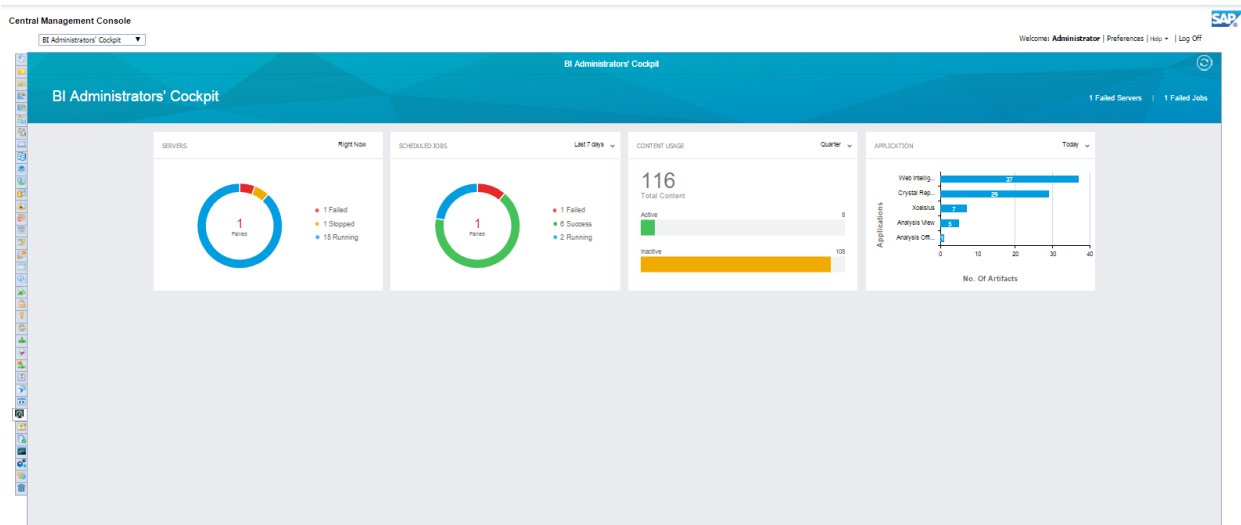 Central Management Console
SAP
BI Administrators' Cockpit
Welcome: Administrator | Preferences | Help | Log Off
BI Administrators' Cockpit
BI Administrators' Cockpit
1 Failed Servers | 1 Failed Jobs
SERVERS
Right Now
1
Failed
1 Failed
1 Stopped
15 Running
SCHEDULED JOBS
Last 7 days
1
Failed
1 Failed
6 Success
2 Running
CONTENT USAGE
Quarter
116
Total Content
Active 8
Inactive 108
APPLICATION
Today
Applications
Web Intellig... 37
Crystal Rep... 29
Xcelsius 7
Analysis View 5
Analysis Offi...
0 10 20 30 40
No. Of Artifacts